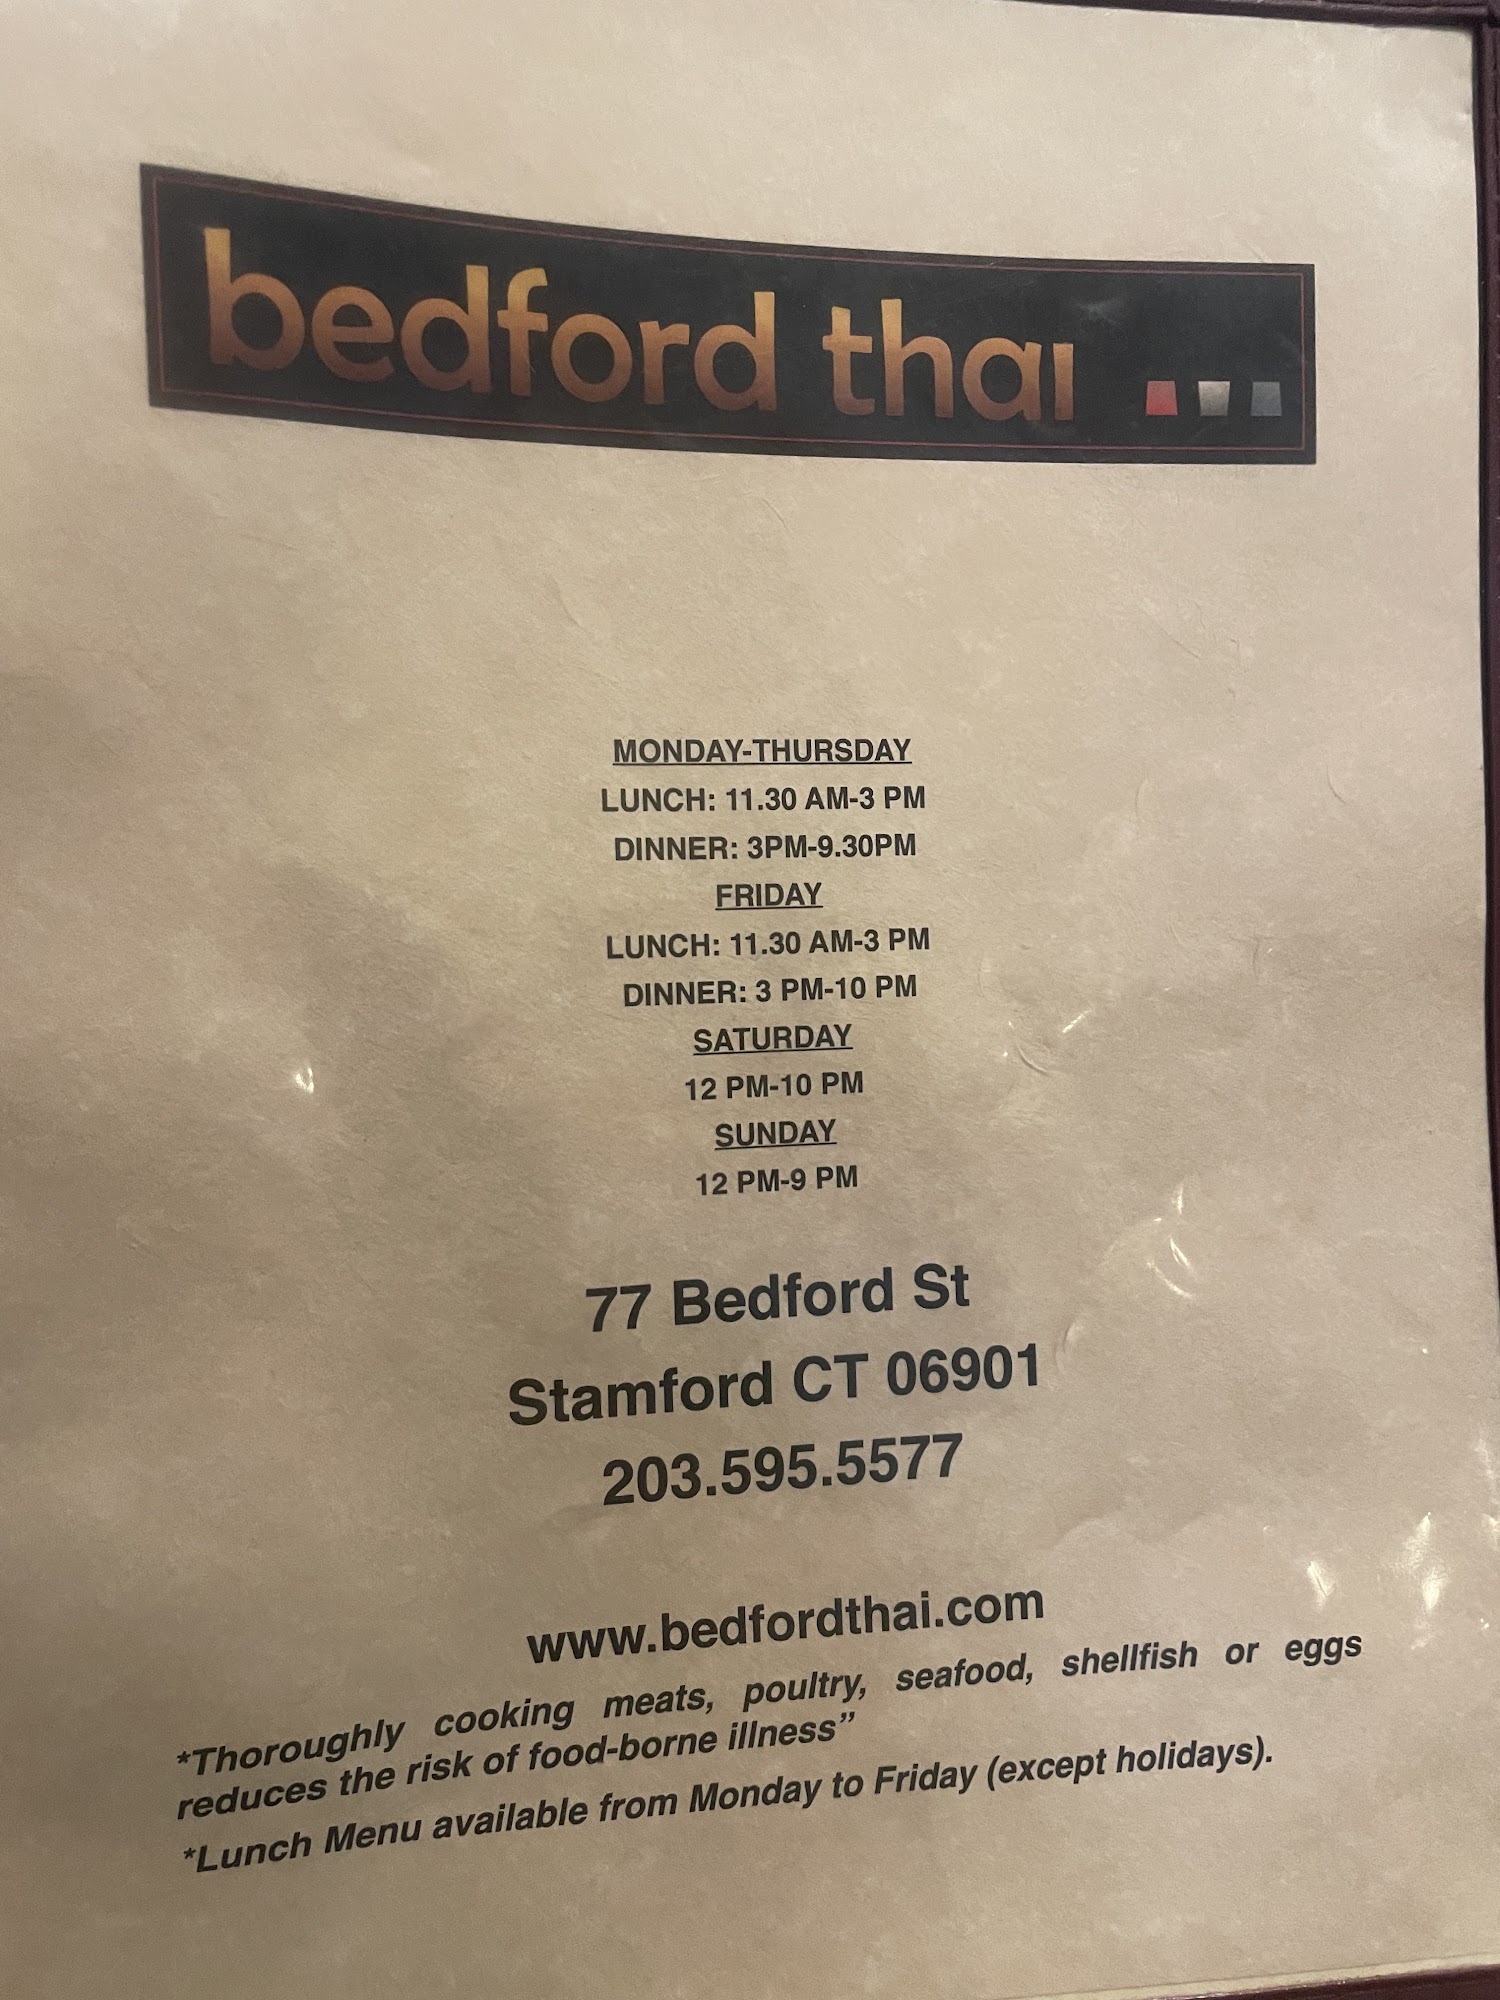 bedford thai
MONDAY-THURSDAY
LUNCH: 11.30 AM-3 PM
DINNER: 3PM-9.30PM
FRIDAY
LUNCH: 11.30 AM-3 PM
DINNER: 3 PM-10 PM
SATURDAY
12 PM-10 PM
SUNDAY
12 PM-9 PM
77 Bedford St
Stamford CT 06901
203.595.5577
www.bedfordthai.com
*Thoroughly cooking meats, poultry, seafood, shellfish or eggs
reduces the risk of food-borne illness”
*Lunch Menu available from Monday to Friday (except holidays).